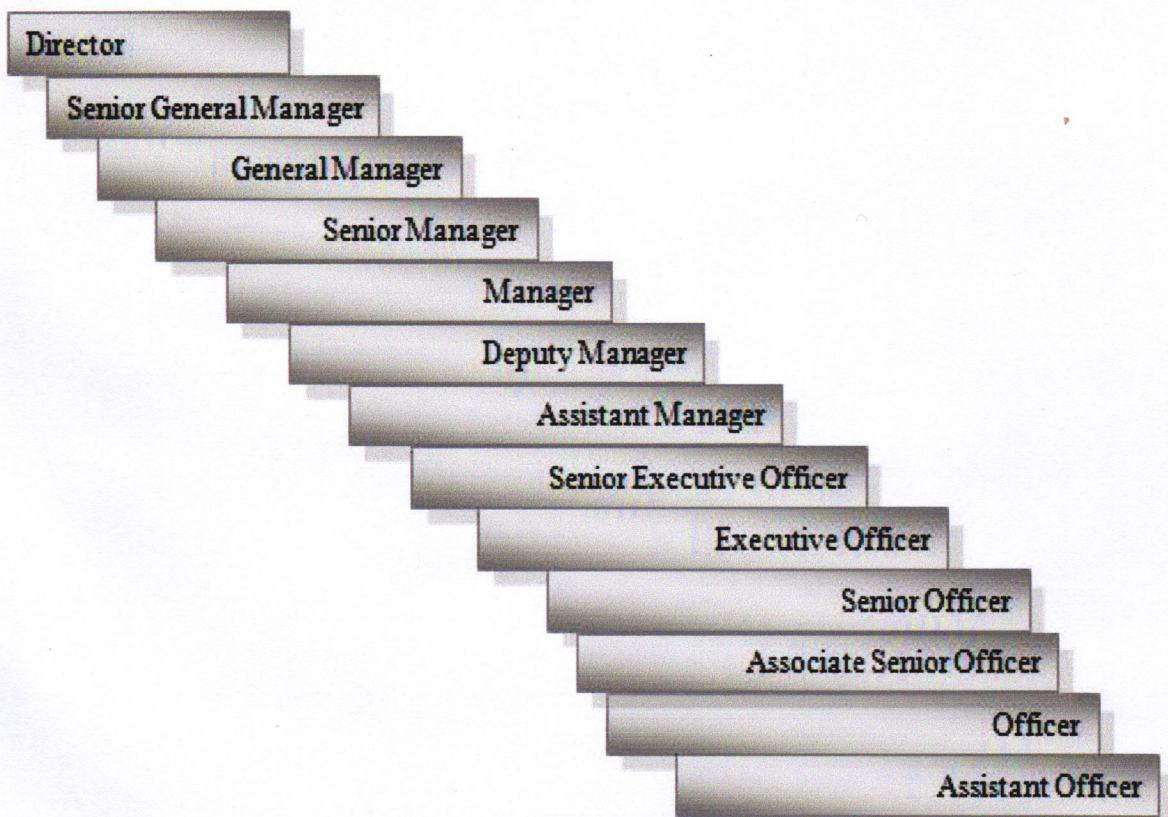 Director
Senior General Manager
General Manager
Senior Manager
Manager
Deputy Manager
Assistant Manager
Senior Executive Officer
Executive Officer
Senior Officer
Associate Senior Officer
Officer
Assistant Officer